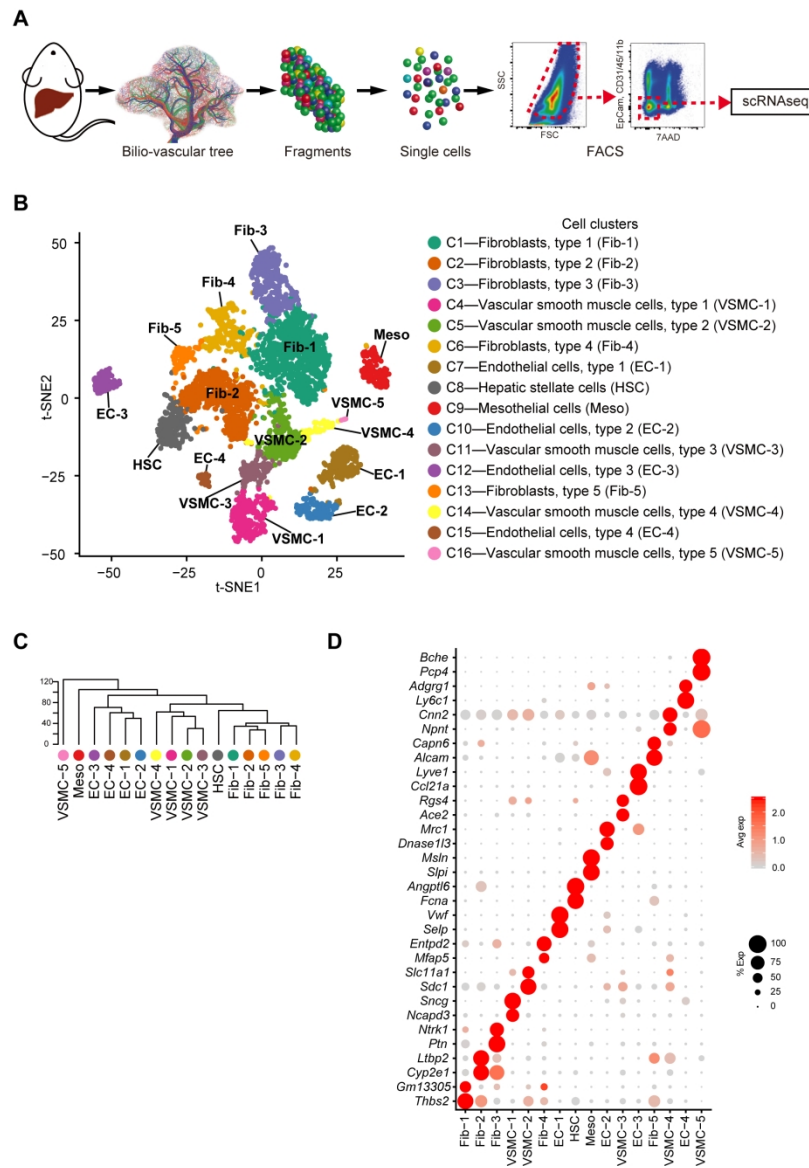 A
SSC
FSC
EpCam, CD31/45/11b
7AAD
scRNAseq
Bilio-vascular tree
Fragments
Single cells
FACS
B
t-SNE2
50
25
0
−25
−50
−50
−25
0
25
t-SNE1
Fib-3
Fib-4
Fib-5
Fib-1
Meso
Fib-2
EC-3
HSC
VSMC-5
VSMC-2
VSMC-4
EC-4
EC-1
VSMC-3
EC-2
VSMC-1
Cell clusters
C1—Fibroblasts, type 1 (Fib-1)
C2—Fibroblasts, type 2 (Fib-2)
C3—Fibroblasts, type 3 (Fib-3)
C4—Vascular smooth muscle cells, type 1 (VSMC-1)
C5—Vascular smooth muscle cells, type 2 (VSMC-2)
C6—Fibroblasts, type 4 (Fib-4)
C7—Endothelial cells, type 1 (EC-1)
C8—Hepatic stellate cells (HSC)
C9—Mesothelial cells (Meso)
C10—Endothelial cells, type 2 (EC-2)
C11—Vascular smooth muscle cells, type 3 (VSMC-3)
C12—Endothelial cells, type 3 (EC-3)
C13—Fibroblasts, type 5 (Fib-5)
C14—Vascular smooth muscle cells, type 4 (VSMC-4)
C15—Endothelial cells, type 4 (EC-4)
C16—Vascular smooth muscle cells, type 5 (VSMC-5)
C
120
80
40
0
VSMC-5
Meso
EC-3
EC-4
EC-1
EC-2
VSMC-4
VSMC-1
VSMC-2
VSMC-3
HSC
Fib-1
Fib-2
Fib-5
Fib-3
Fib-4
D
Bche
Pcp4
Adgrg1
Ly6c1
Cnn2
Npnt
Capn6
Alcam
Lyve1
Ccl21a
Rgs4
Ace2
Mrc1
Dnase1l3
Msln
Slpi
Angptl6
Fcna
Vwf
Selp
Entpd2
Mfap5
Slc11a1
Sdc1
Sncg
Ncapd3
Ntrk1
Ptn
Ltbp2
Cyp2e1
Gm13305
Thbs2
Fib-1
Fib-2
Fib-3
VSMC-1
VSMC-2
Fib-4
EC-1
HSC
Meso
EC-2
VSMC-3
EC-3
Fib-5
VSMC-4
EC-4
VSMC-5
Avg exp
2.0
1.0
0.0
% Exp
100
75
50
25
0